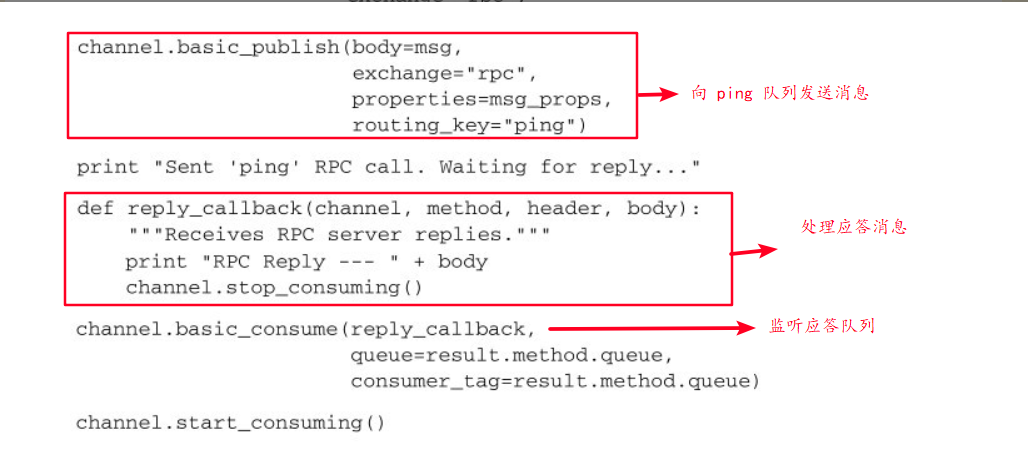 channel.basic_publish(body=msg,
exchange="rpc",
properties=msg_props,
routing_key="ping")
向 ping 队列发送消息
print "Sent 'ping' RPC call. Waiting for reply..."
def reply_callback(channel, method, header, body):
"""Receives RPC server replies."""
print "RPC Reply --- " + body
channel.stop_consuming()
处理应答消息
channel.basic_consume(reply_callback,
queue=result.method.queue,
consumer_tag=result.method.queue)
监听应答队列
channel.start_consuming()